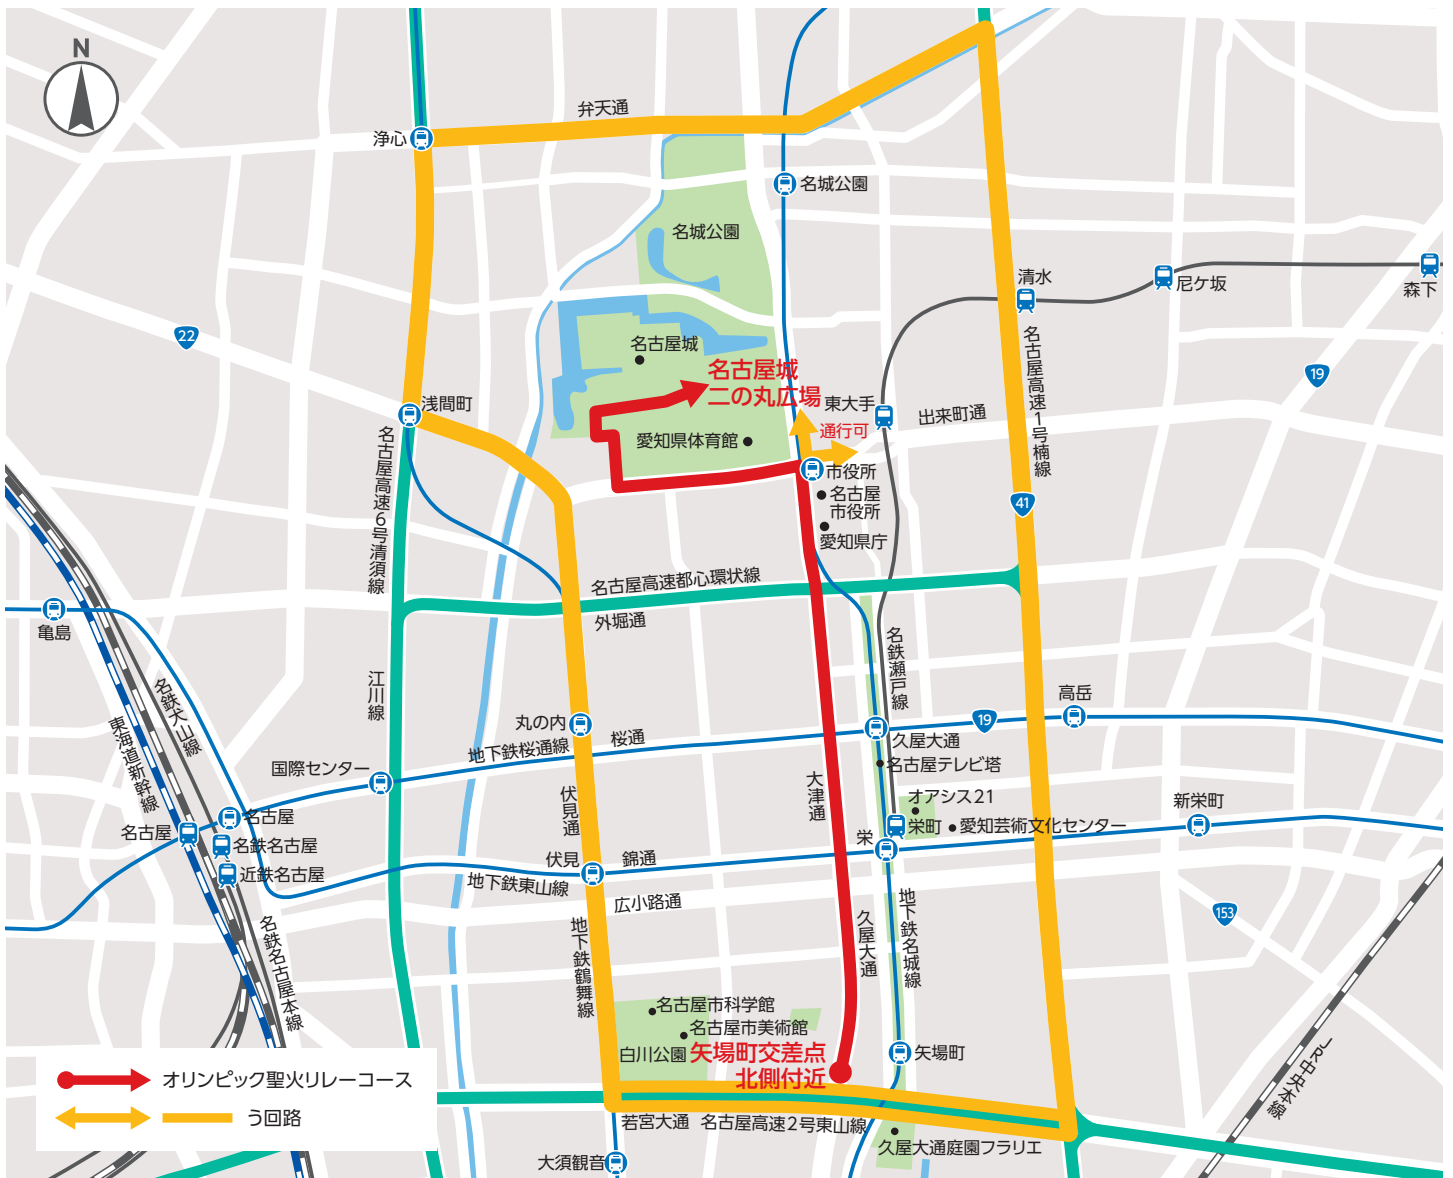 N
弁天通
浄心
名城公園
名城公園
清水
尼ケ坂
森下
22
名古屋城
名古屋城
二の丸広場
19
名古屋高速1号楠線
浅間町
東大手
出来町通
通行可
愛知県体育館
市役所
名古屋
市役所
愛知県庁
41
名古屋高速6号清須線
名古屋高速都心環状線
外堀通
亀島
名鉄瀬戸線
江川線
名鉄犬山線
東海道新幹線
丸の内
地下鉄桜通線
桜通
高岳
19
久屋大通
名古屋テレビ塔
国際センター
大津通
伏見通
オアシス21
新栄町
名古屋
名古屋
名鉄名古屋
近鉄名古屋
栄町
愛知芸術文化センター
栄
伏見
錦通
地下鉄東山線
広小路通
153
久屋大通
地下鉄名城線
名鉄名古屋本線
地下鉄鶴舞線
名古屋市科学館
名古屋市美術館
白川公園
矢場町交差点
北側付近
矢場町
JR中央本線
オリンピック聖火リレーコース
う回路
若宮大通
名古屋高速2号東山線
久屋大通庭園フラリエ
大須観音